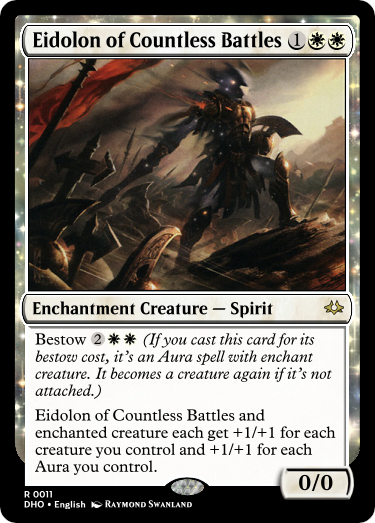 Eidolon of Countless Battles 1
Enchantment Creature — Spirit
Bestow 2 (If you cast this card for its
bestow cost, it's an Aura spell with enchant
creature. It becomes a creature again if it's not
attached.)
Eidolon of Countless Battles and
enchanted creature each get +1/+1 for each
creature you control and +1/+1 for each
Aura you control.
0/0
R 0011
DHO • English Raymond Swanland